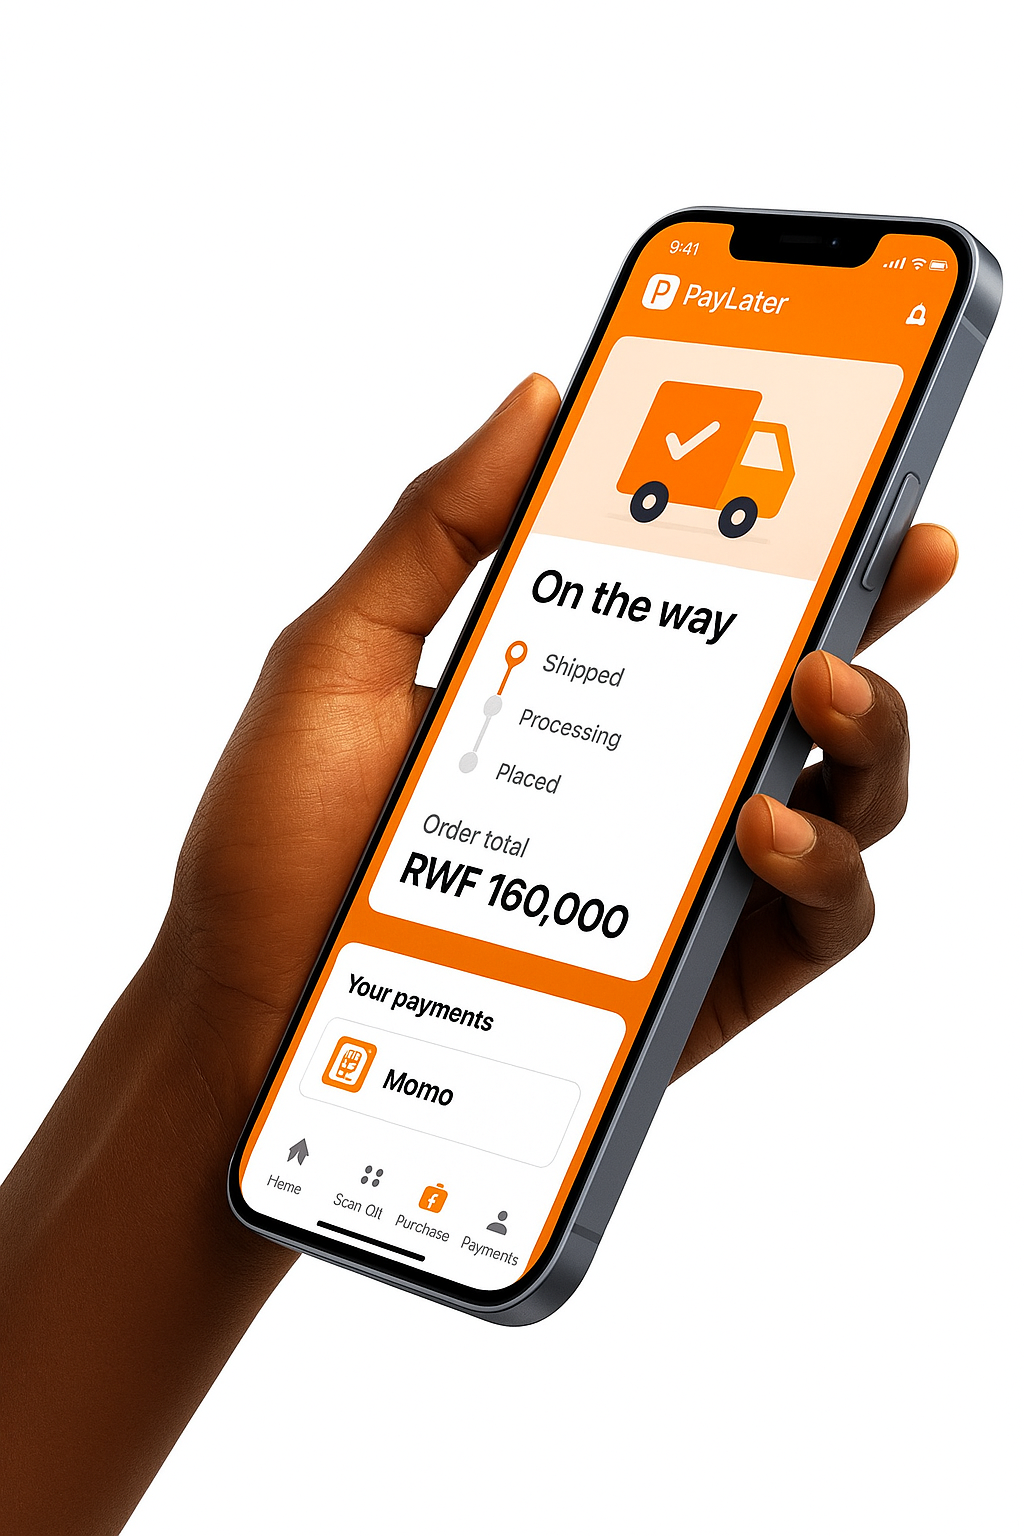 9:41
P PayLater
On the way
Shipped
Processing
Placed
Order total
RWF 160,000
Your payments
Momo
Heme
Scan Qlt
Purchase
Payments